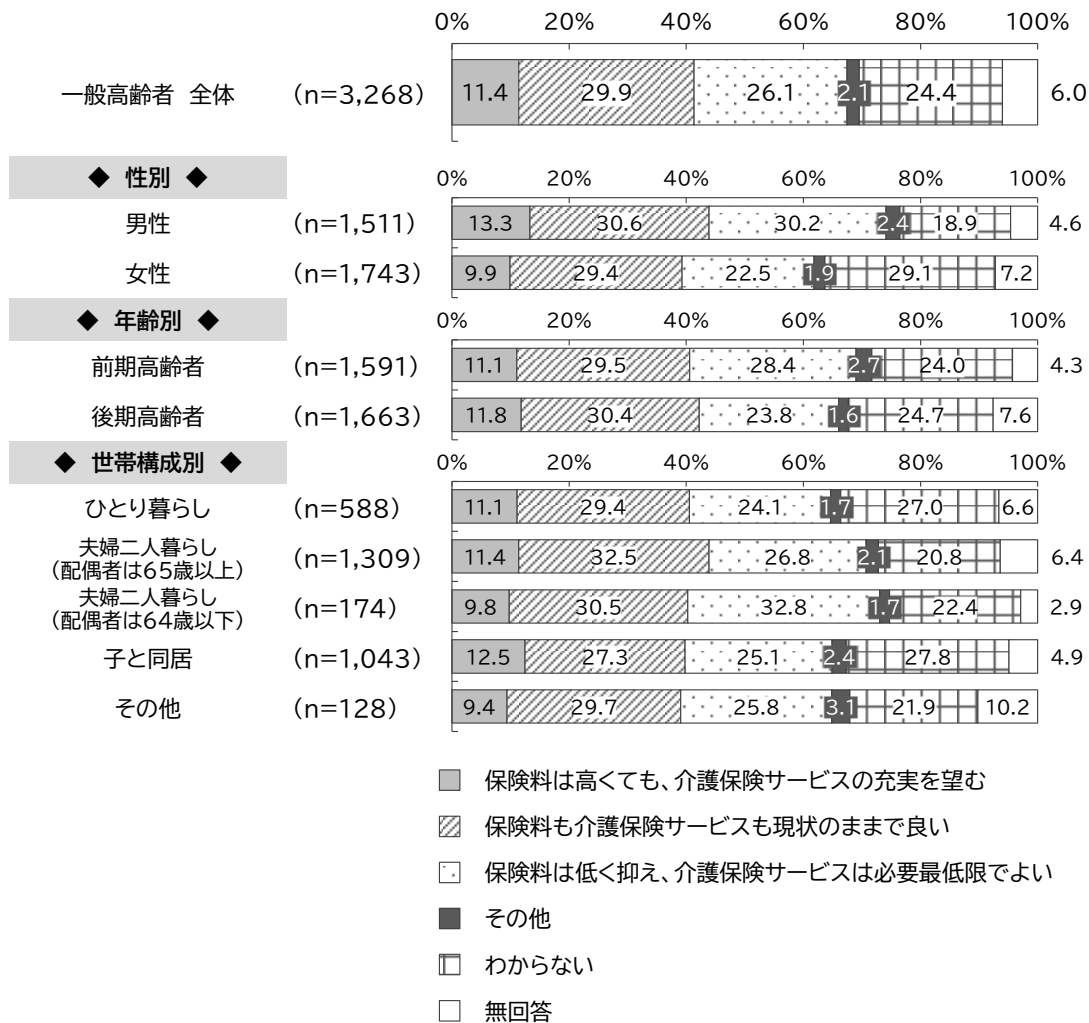 0% 20% 40% 60% 80% 100%
一般高齢者 全体 (n=3,268) 11.4 29.9 26.1 2.1 24.4 6.0
◆ 性別 ◆ 0% 20% 40% 60% 80% 100%
男性 (n=1,511) 13.3 30.6 30.2 2.4 18.9 4.6
女性 (n=1,743) 9.9 29.4 22.5 1.9 29.1 7.2
◆ 年齢別 ◆ 0% 20% 40% 60% 80% 100%
前期高齢者 (n=1,591) 11.1 29.5 28.4 2.7 24.0 4.3
後期高齢者 (n=1,663) 11.8 30.4 23.8 1.6 24.7 7.6
◆ 世帯構成別 ◆ 0% 20% 40% 60% 80% 100%
ひとり暮らし (n=588) 11.1 29.4 24.1 1.7 27.0 6.6
夫婦二人暮らし
(配偶者は65歳以上) (n=1,309) 11.4 32.5 26.8 2.1 20.8 6.4
夫婦二人暮らし
(配偶者は64歳以下) (n=174) 9.8 30.5 32.8 1.7 22.4 2.9
子と同居 (n=1,043) 12.5 27.3 25.1 2.4 27.8 4.9
その他 (n=128) 9.4 29.7 25.8 3.1 21.9 10.2
保険料は高くても、介護保険サービスの充実を望む
保険料も介護保険サービスも現状のままで良い
保険料は低く抑え、介護保険サービスは必要最低限でよい
その他
わからない
無回答